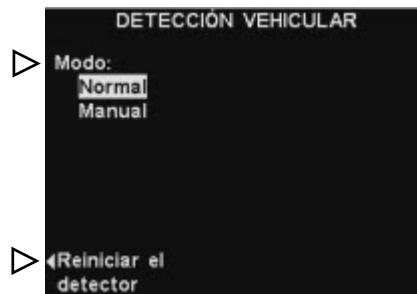 DETECCIÓN VEHICULAR
Modo:
Normal
Manual
Reiniciar el
detector